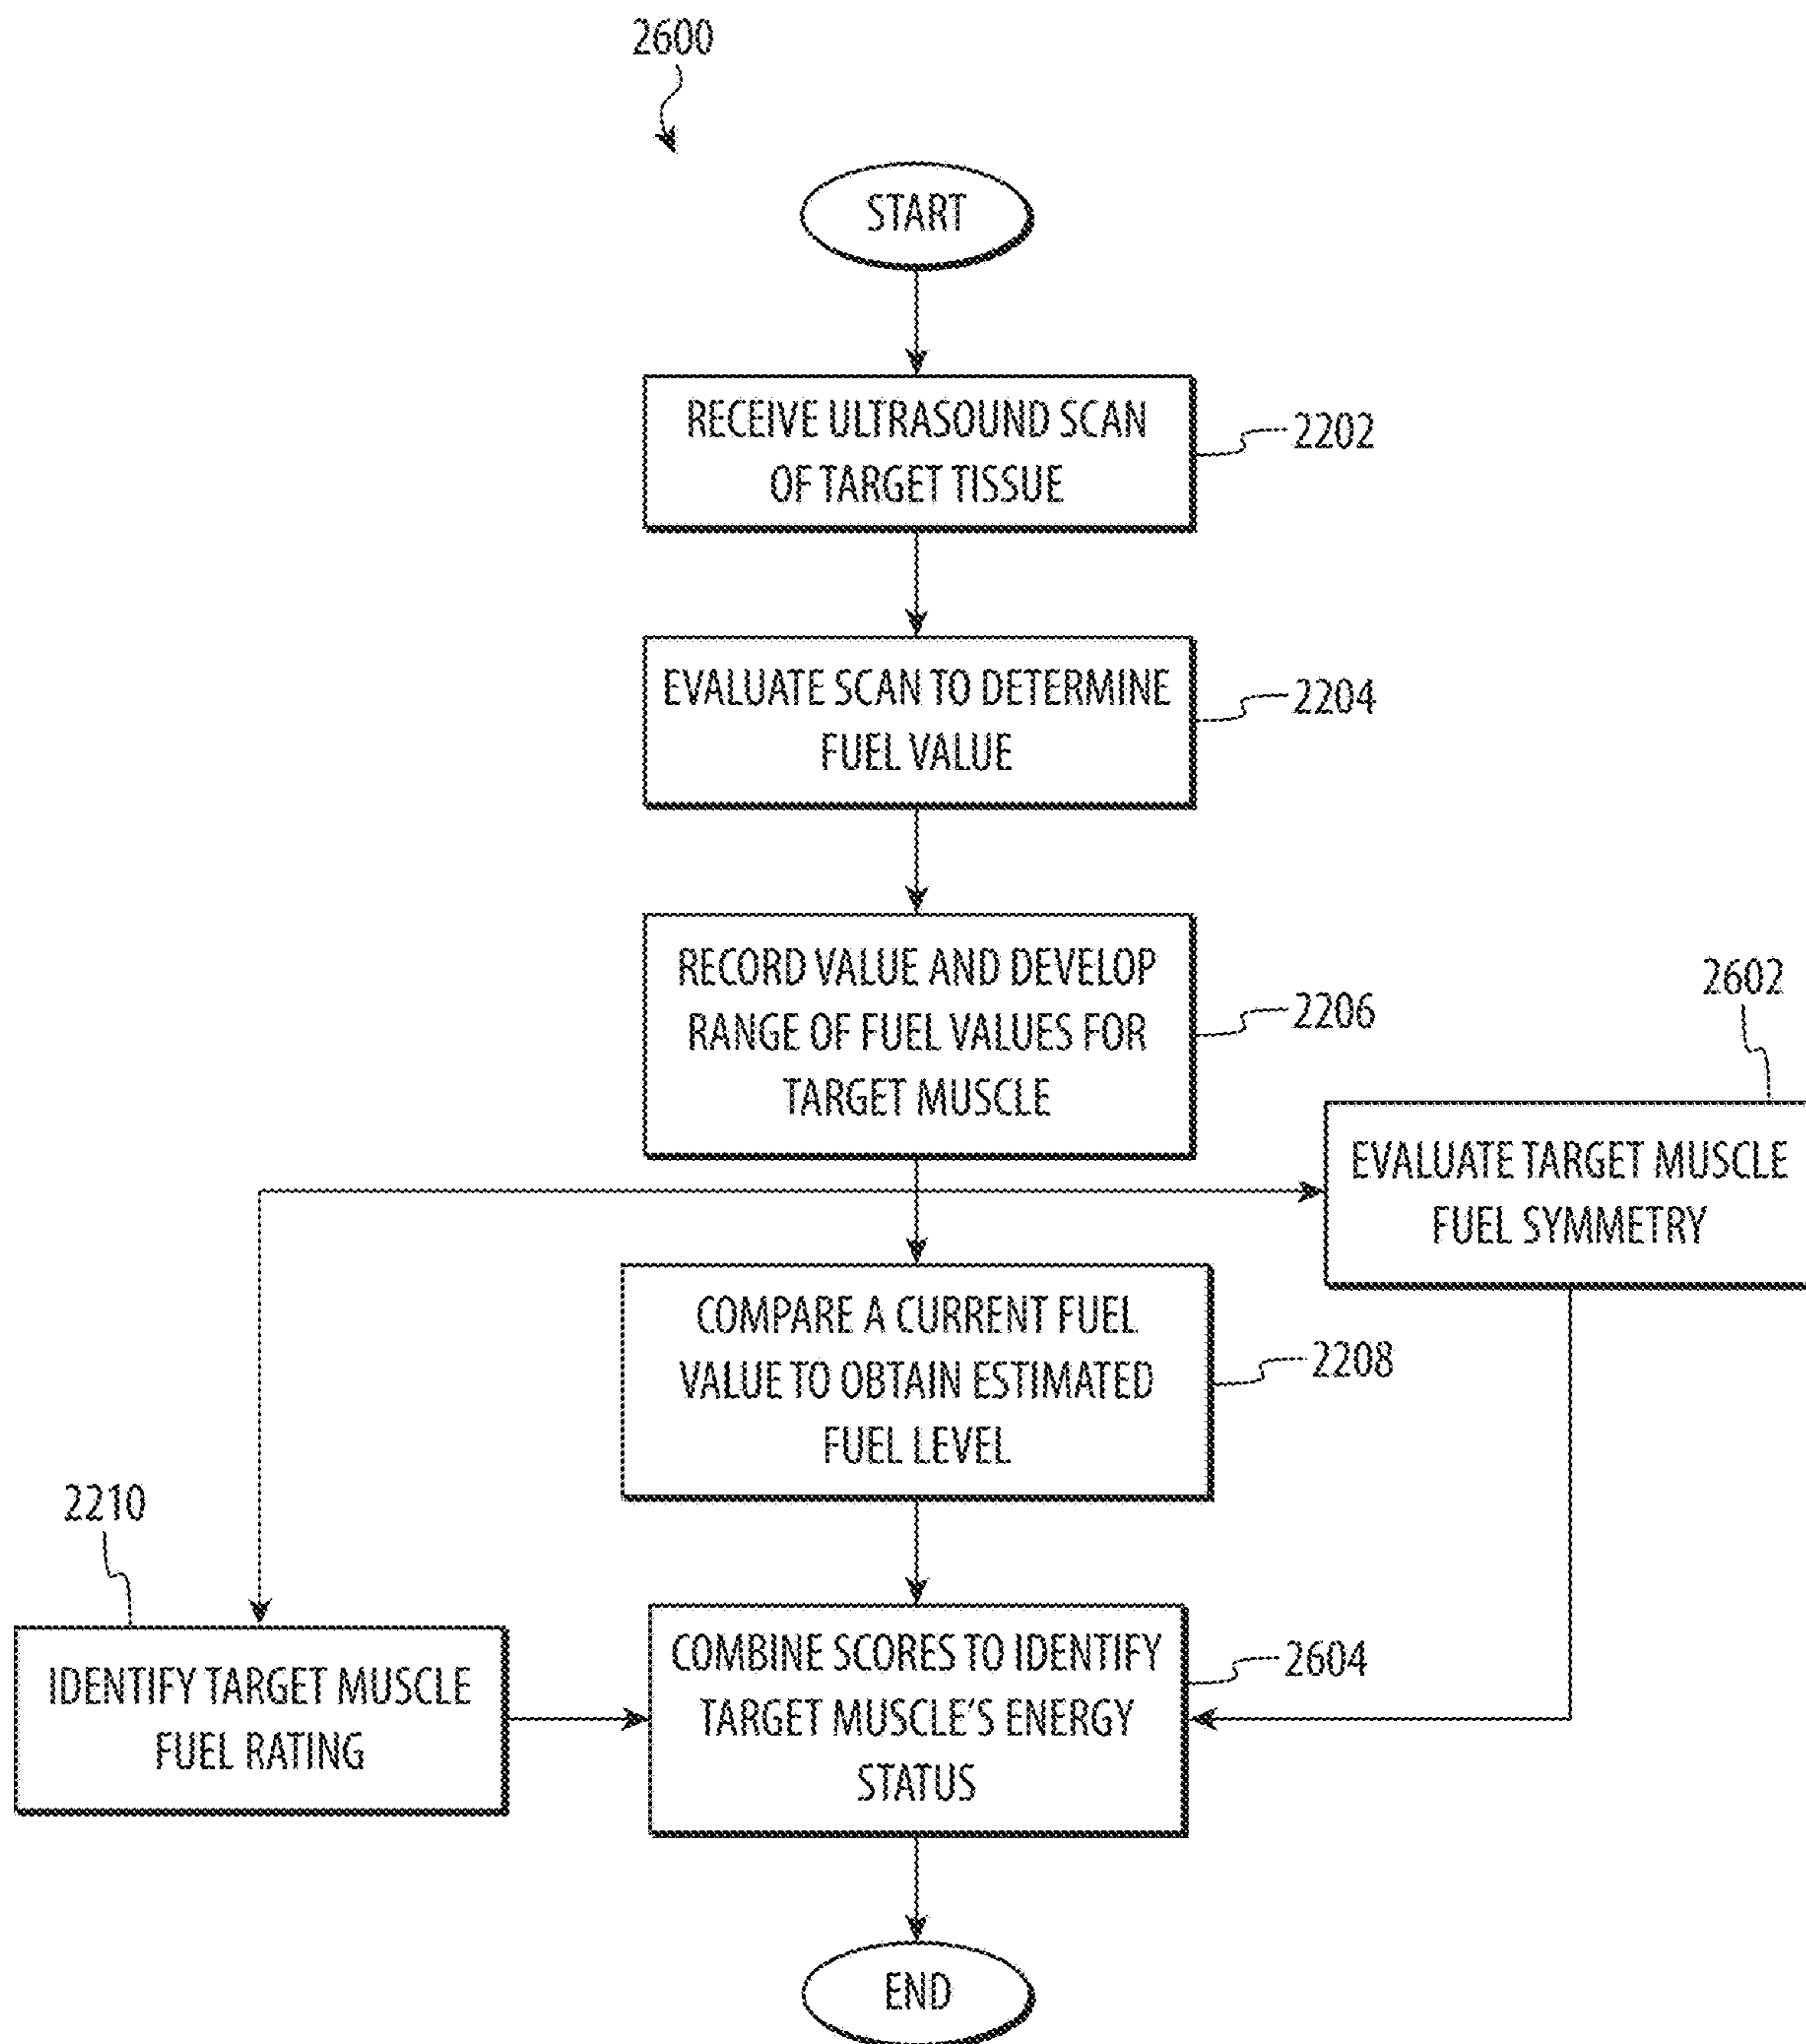 2600
START
RECEIVE ULTRASOUND SCAN
OF TARGET TISSUE
2202
EVALUATE SCAN TO DETERMINE
FUEL VALUE
2204
RECORD VALUE AND DEVELOP
RANGE OF FUEL VALUES FOR
TARGET MUSCLE
2206
2602
EVALUATE TARGET MUSCLE
FUEL SYMMETRY
COMPARE A CURRENT FUEL
VALUE TO OBTAIN ESTIMATED
FUEL LEVEL
2208
2210
IDENTIFY TARGET MUSCLE
FUEL RATING
COMBINE SCORES TO IDENTIFY
TARGET MUSCLE'S ENERGY
STATUS
2604
END